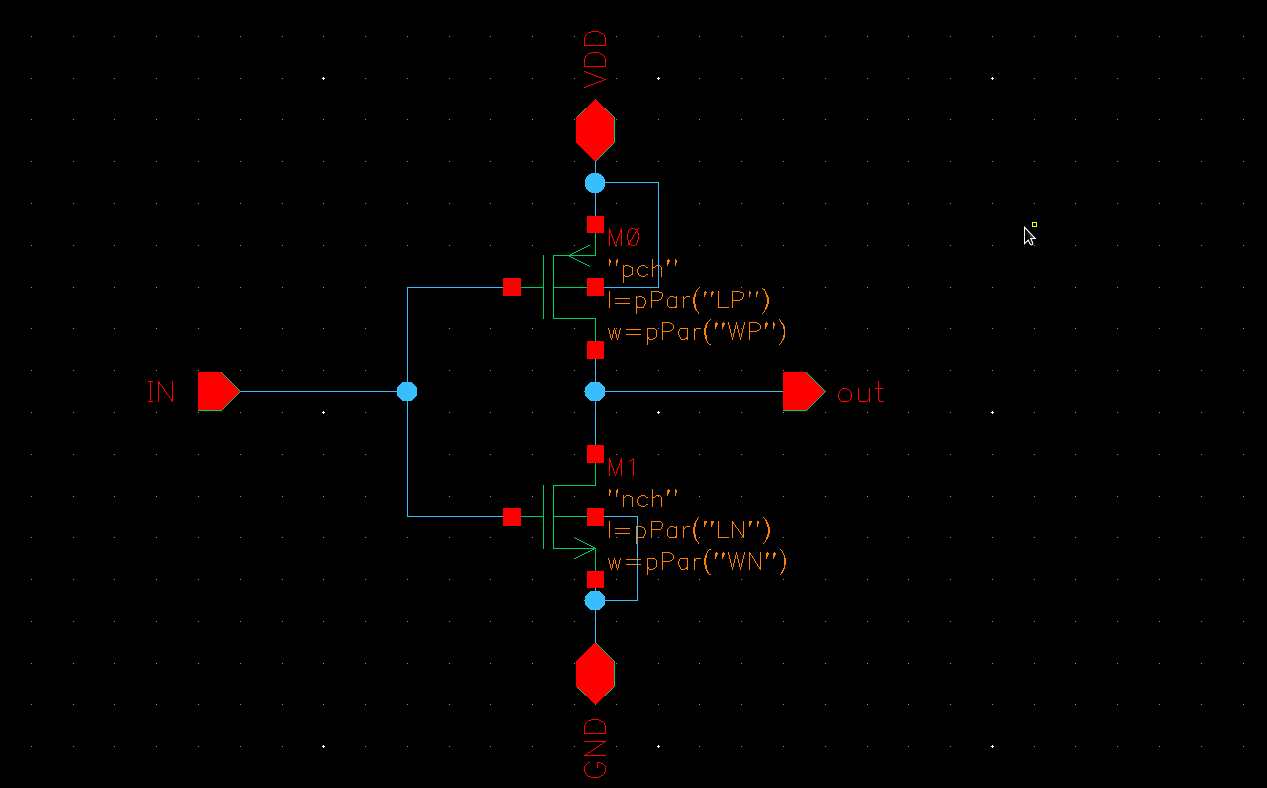 VDD
M0
"pch"
l=pPar("LP")
w=pPar("WP")
IN
out
M1
"nch"
l=pPar("LN")
w=pPar("WN")
GND